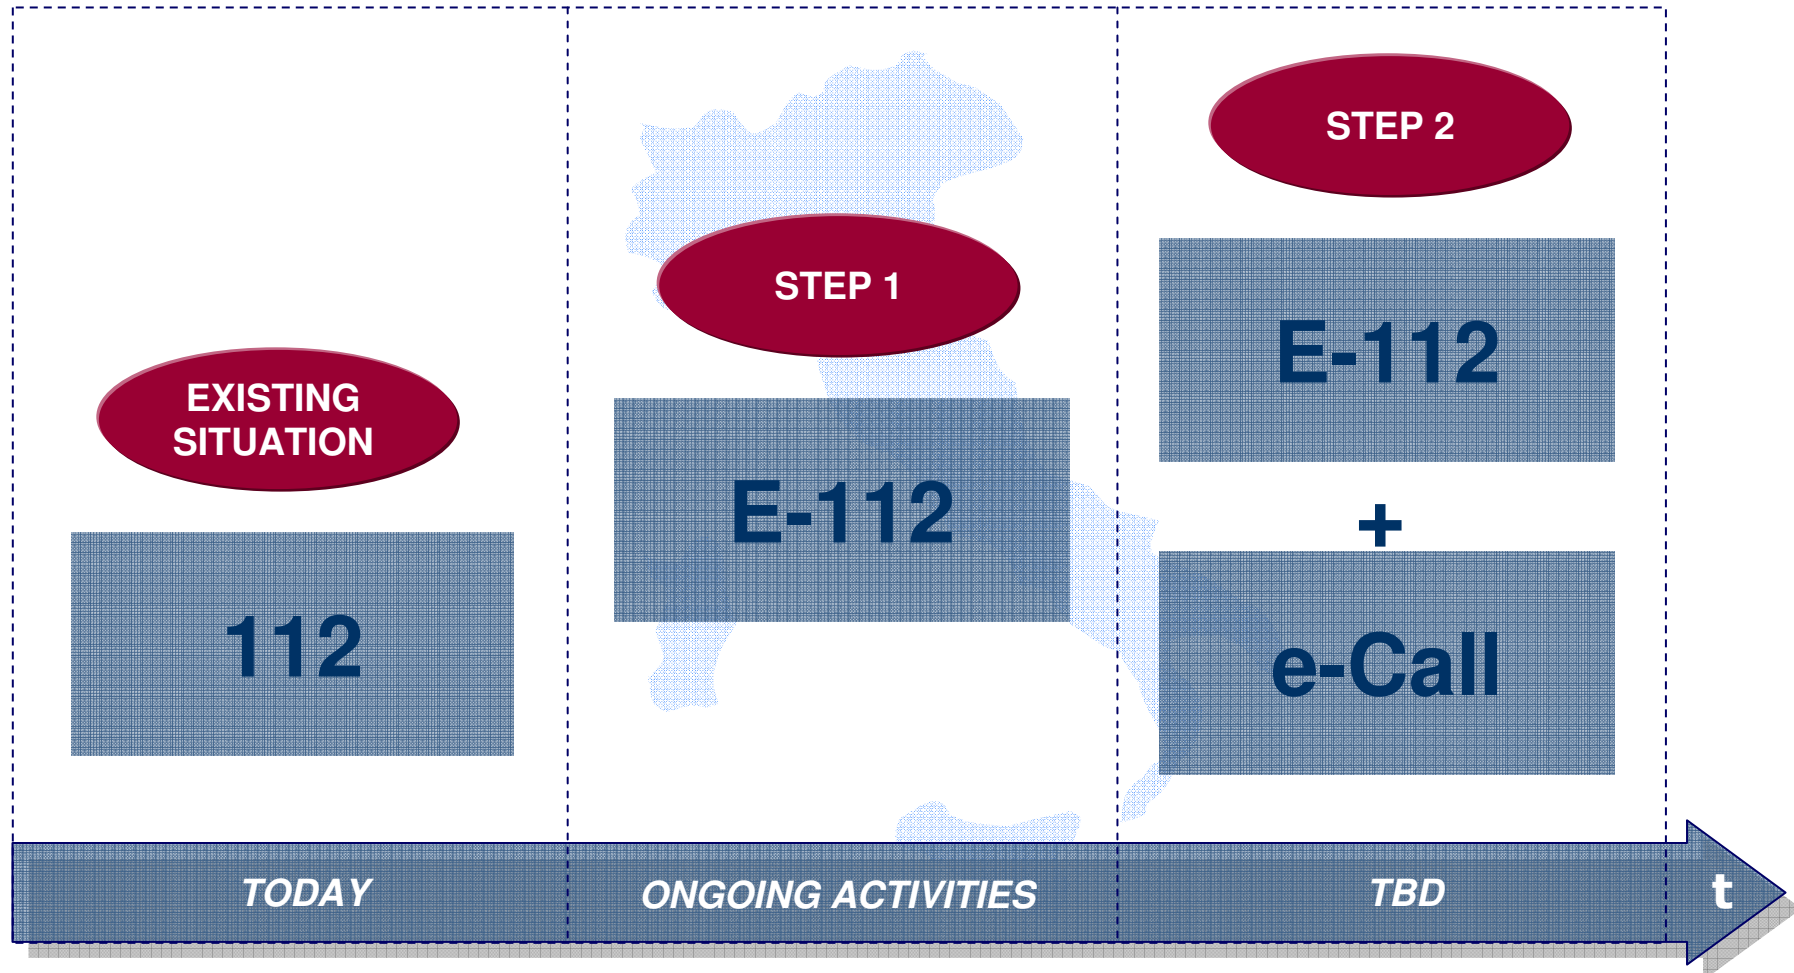 EXISTING
SITUATION
112
STEP 1
E-112
STEP 2
E-112
+
e-Call
TODAY
ONGOING ACTIVITIES
TBD
t